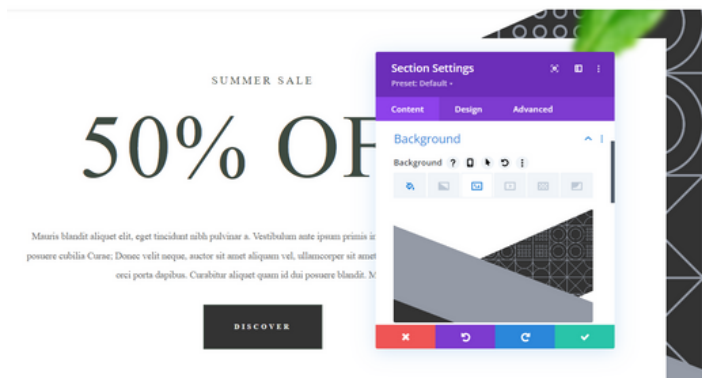 SUMMER SALE
50% OF
Mauris blandit aliquet elit, eget tincidunt nibh pulvinar a. Vestibulum ante ipsum primis in
posuere cubilia Curae; Donec velit neque, auctor sit amet aliquam vel, ullamcorper sit amet
orci porta dapibus. Curabitur aliquet quam id dui posuere blandit. M
DISCOVER
Section Settings
Preset: Default
Content Design Advanced
Background
Background ?